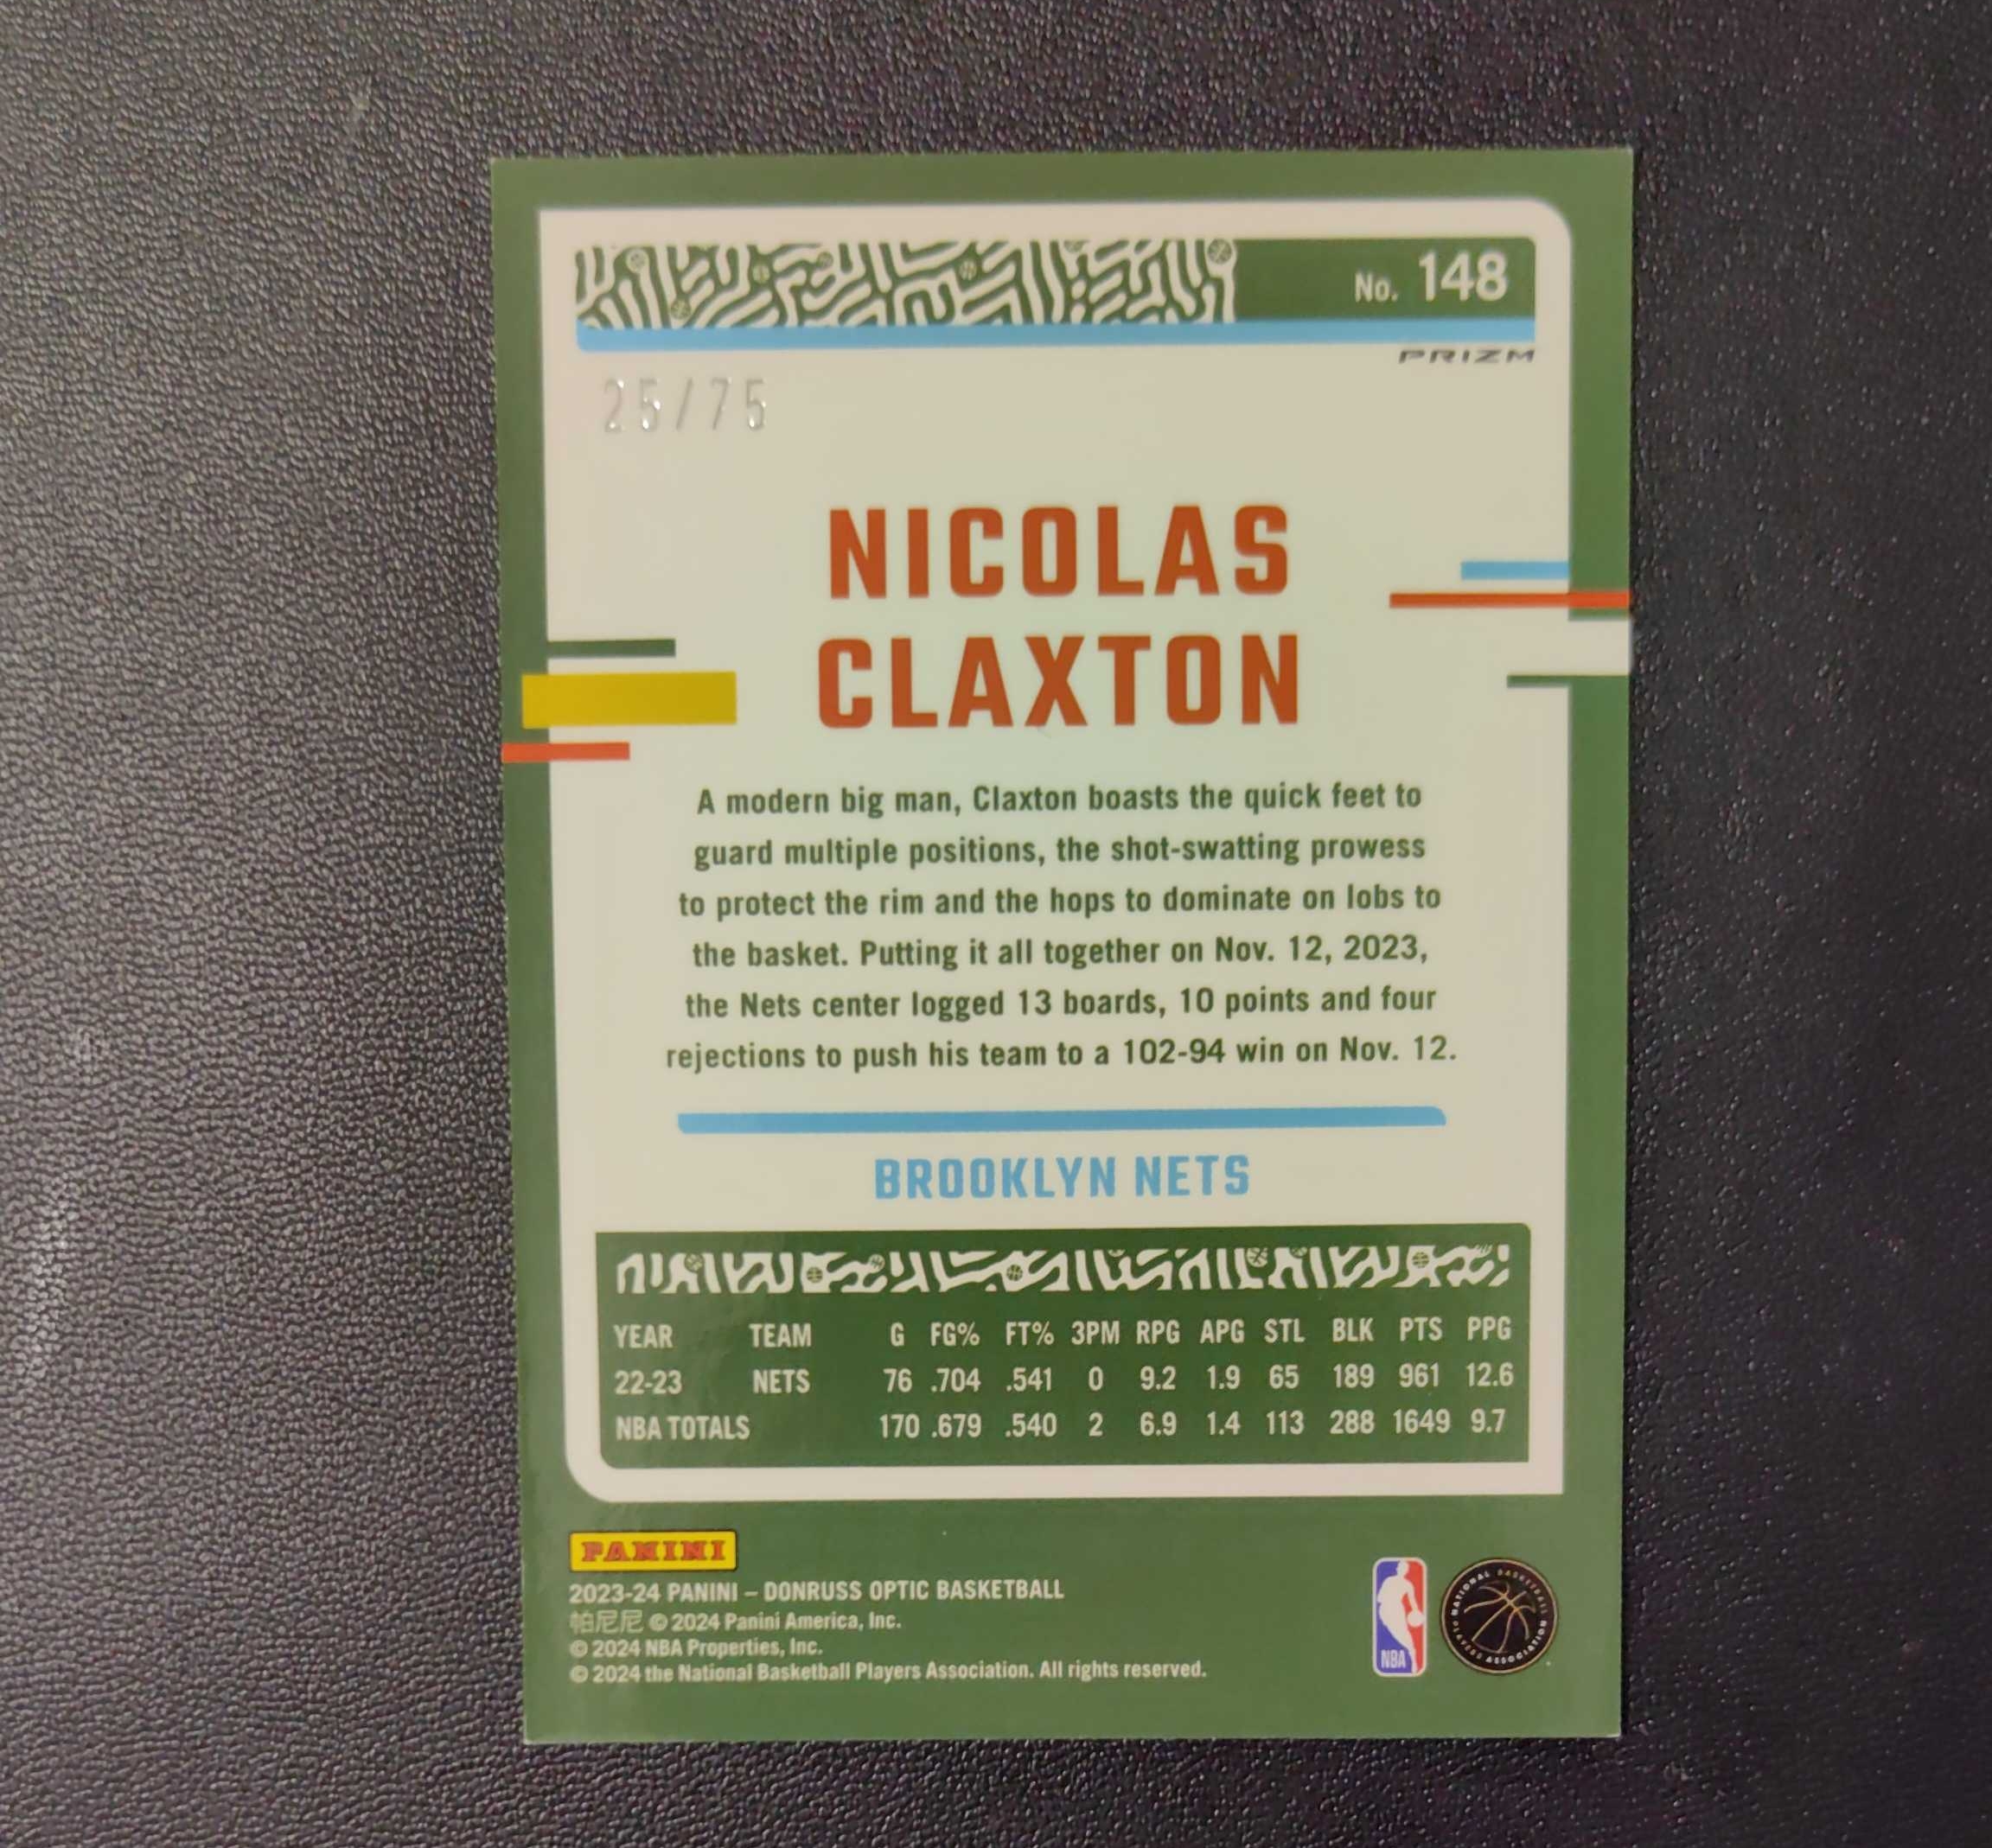 No. 148
PRIZM
25/75
NICOLAS
CLAXTON
A modern big man, Claxton boasts the quick feet to
guard multiple positions, the shot-swatting prowess
to protect the rim and the hops to dominate on lobs to
the basket. Putting it all together on Nov. 12, 2023,
the Nets center logged 13 boards, 10 points and four
rejections to push his team to a 102-94 win on Nov. 12.
BROOKLYN NETS
YEAR TEAM G FG% FT% 3PM RPG APG STL BLK PTS PPG
22-23 NETS 76 .704 .541 0 9.2 1.9 65 189 961 12.6
NBA TOTALS 170 .679 .540 2 6.9 1.4 113 288 1649 9.7
PANINI
2023-24 PANINI – DONRUSS OPTIC BASKETBALL
帕尼尼 © 2024 Panini America, Inc.
© 2024 NBA Properties, Inc.
© 2024 the National Basketball Players Association. All rights reserved.
NBA
NATIONAL BASKETBALL PLAYERS ASSOCIATION